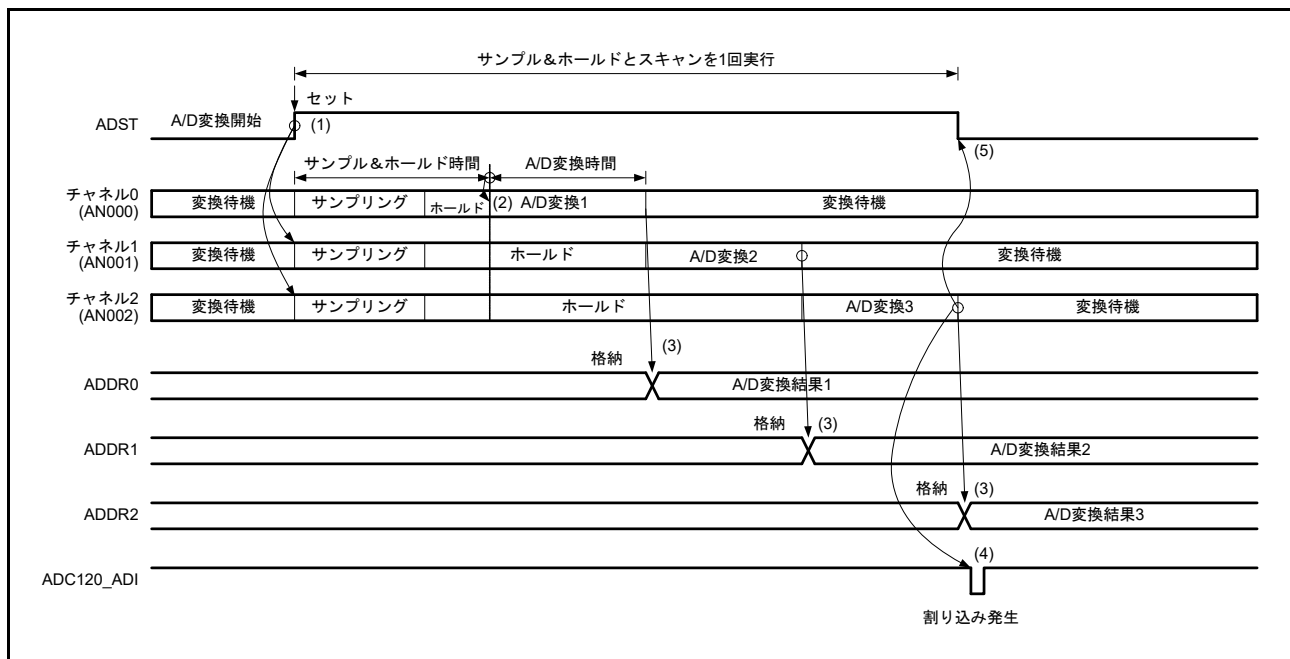 サンプル＆ホールドとスキャンを1回実行
セット
ADST
A/D変換開始
(1)
(5)
サンプル＆ホールド時間
A/D変換時間
チャネル0
(AN000)
変換待機
サンプリング
ホールド
(2)
A/D変換1
変換待機
チャネル1
(AN001)
変換待機
サンプリング
ホールド
A/D変換2
変換待機
チャネル2
(AN002)
変換待機
サンプリング
ホールド
A/D変換3
変換待機
格納
(3)
ADDR0
A/D変換結果1
格納
(3)
ADDR1
A/D変換結果2
格納
(3)
ADDR2
A/D変換結果3
(4)
ADC120_ADI
割り込み発生